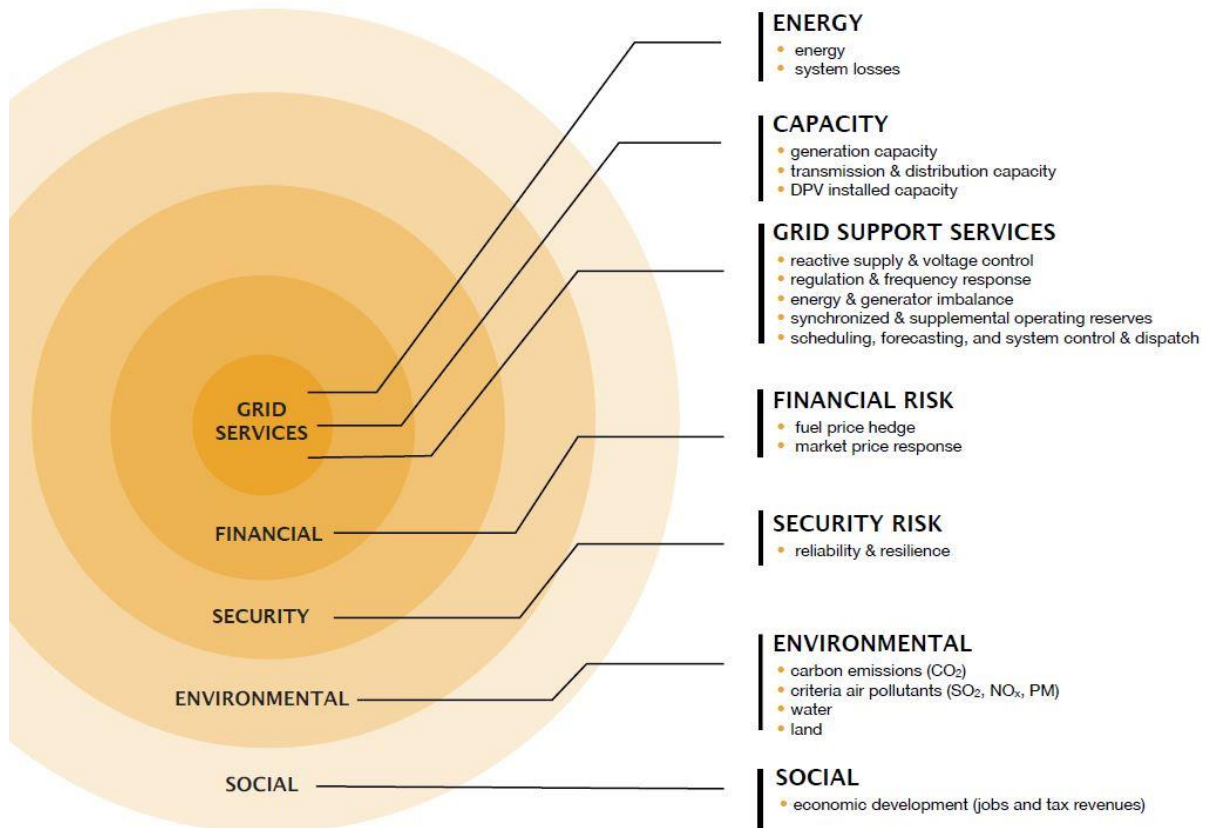 ENERGY
• energy
• system losses
CAPACITY
• generation capacity
• transmission & distribution capacity
• DPV installed capacity
GRID SUPPORT SERVICES
• reactive supply & voltage control
• regulation & frequency response
• energy & generator imbalance
• synchronized & supplemental operating reserves
• scheduling, forecasting, and system control & dispatch
GRID
SERVICES
FINANCIAL RISK
• fuel price hedge
• market price response
FINANCIAL
SECURITY RISK
• reliability & resilience
SECURITY
ENVIRONMENTAL
• carbon emissions (CO₂)
• criteria air pollutants (SO₂, NOₓ, PM)
• water
• land
ENVIRONMENTAL
SOCIAL
• economic development (jobs and tax revenues)
SOCIAL